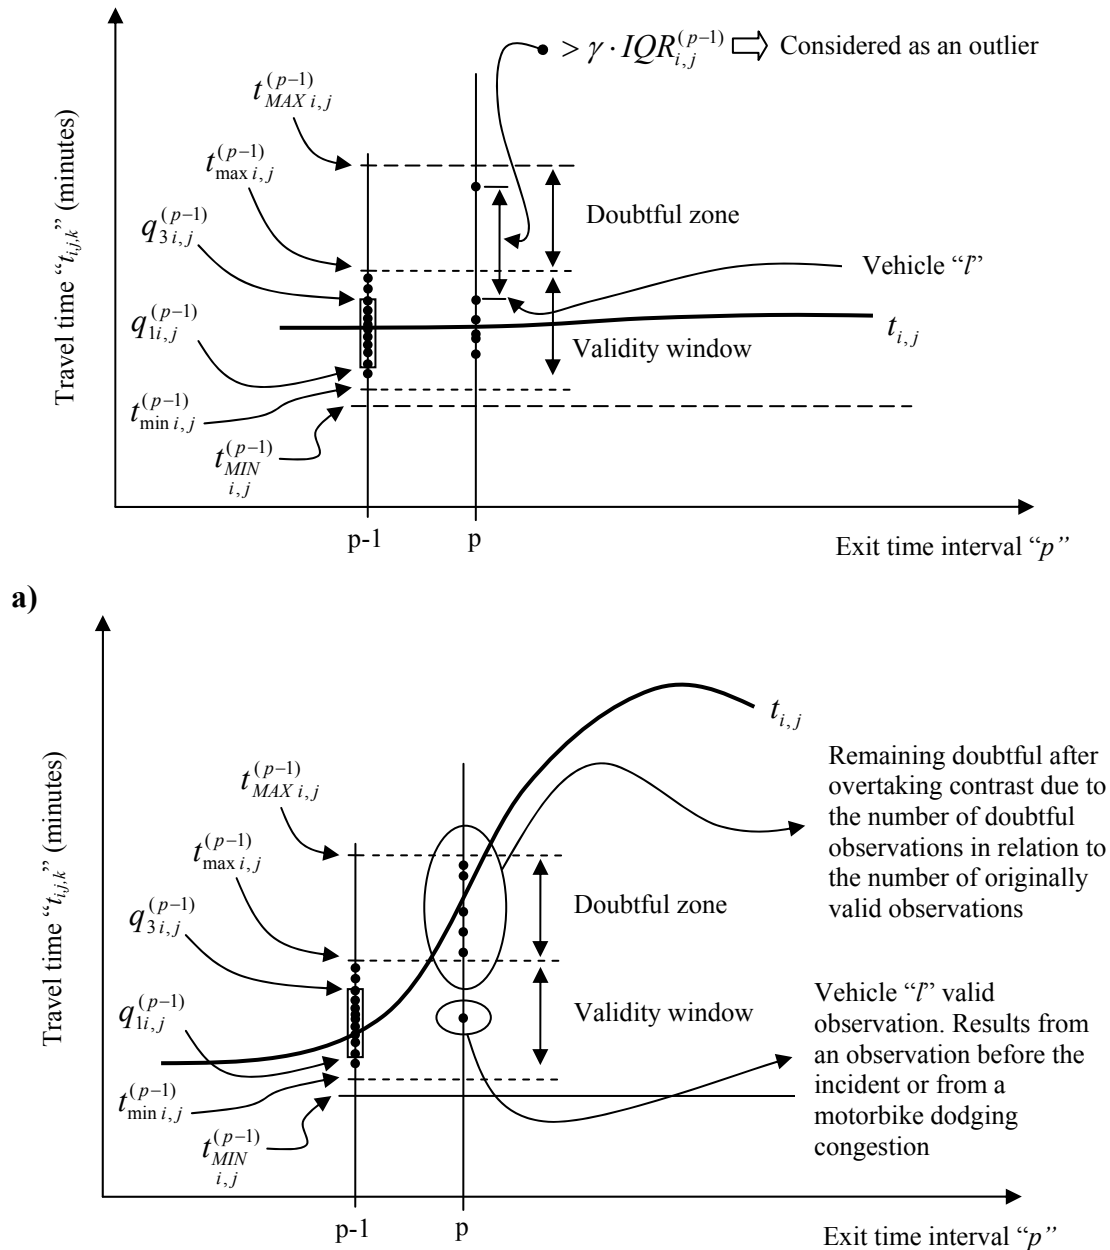 > γ · IQR_{i,j}^{(p−1)} ⇨ Considered as an outlier
t_{MAX i,j}^{(p−1)}
t_{max i,j}^{(p−1)}
Doubtful zone
q_{3 i,j}^{(p−1)}
Vehicle “l”
q_{1 i,j}^{(p−1)}
t_{i,j}
Validity window
t_{min i,j}^{(p−1)}
t_{MIN i,j}^{(p−1)}
Travel time “t_{i,j,k}” (minutes)
p-1
p
Exit time interval “p”
a)
t_{i,j}
Remaining doubtful after
overtaking contrast due to
the number of doubtful
observations in relation to
the number of originally
valid observations
t_{MAX i,j}^{(p−1)}
t_{max i,j}^{(p−1)}
Doubtful zone
q_{3 i,j}^{(p−1)}
q_{1 i,j}^{(p−1)}
Validity window
Vehicle “l” valid
observation. Results from
an observation before the
incident or from a
motorbike dodging
congestion
t_{min i,j}^{(p−1)}
t_{MIN i,j}^{(p−1)}
Travel time “t_{i,j,k}” (minutes)
p-1
p
Exit time interval “p”